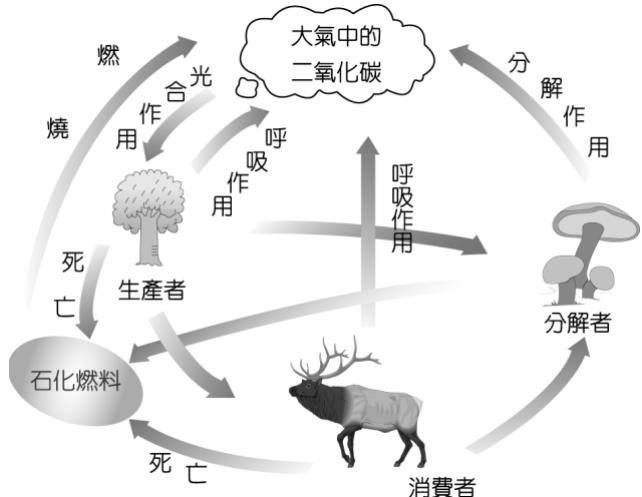 大氣中的
二氧化碳
燃燒
光合作用
呼吸作用
呼吸作用
分解作用
生產者
死亡
分解者
石化燃料
死亡
消費者